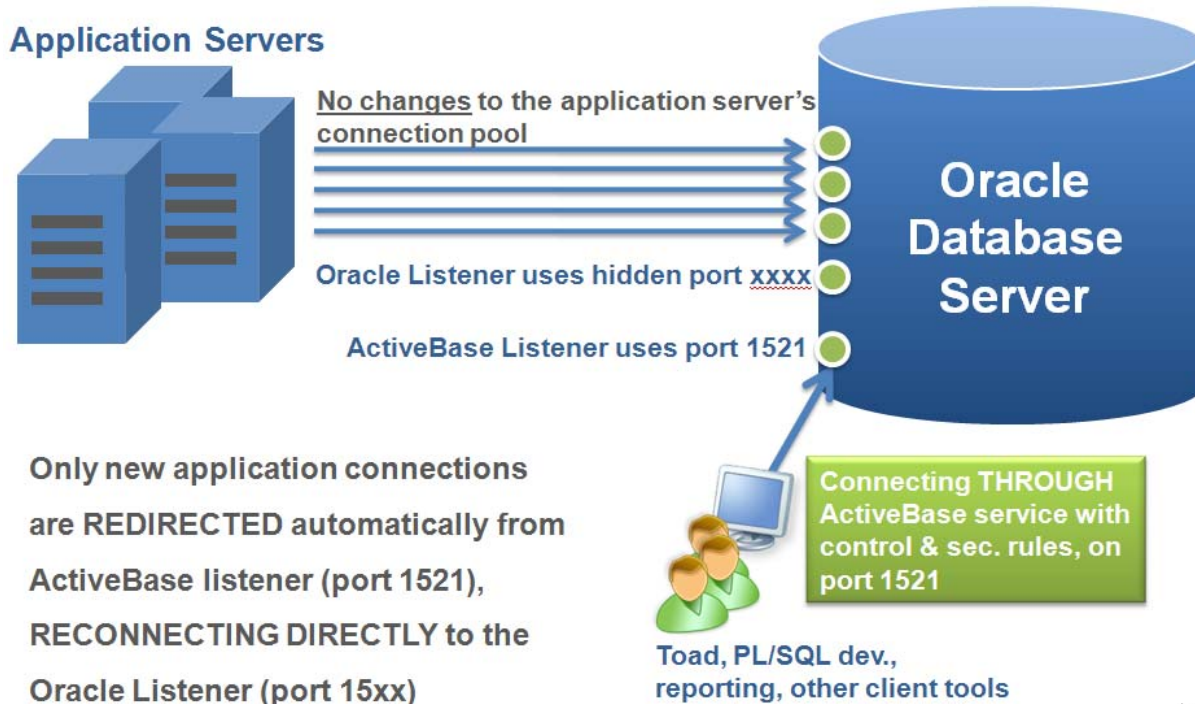 Application Servers
No changes to the application server's
connection pool
Oracle
Database
Server
Oracle Listener uses hidden port xxxx
ActiveBase Listener uses port 1521
Only new application connections
are REDIRECTED automatically from
ActiveBase listener (port 1521),
RECONNECTING DIRECTLY to the
Oracle Listener (port 15xx)
Connecting THROUGH
ActiveBase service with
control & sec. rules, on
port 1521
Toad, PL/SQL dev.,
reporting, other client tools